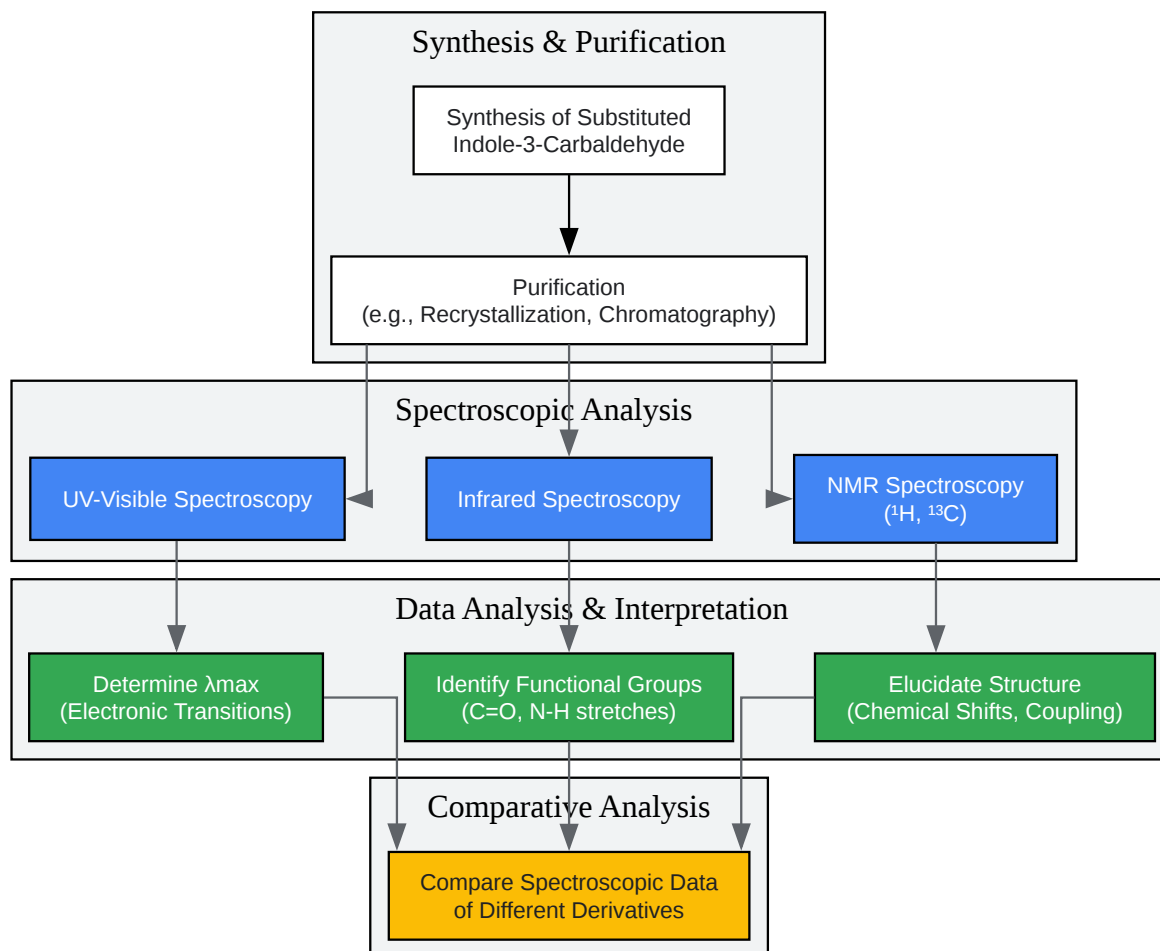 Synthesis & Purification
Synthesis of Substituted
Indole-3-Carbaldehyde
Purification
(e.g., Recrystallization, Chromatography)
Spectroscopic Analysis
UV-Visible Spectroscopy
Infrared Spectroscopy
NMR Spectroscopy
(¹H, ¹³C)
Data Analysis & Interpretation
Determine λmax
(Electronic Transitions)
Identify Functional Groups
(C=O, N-H stretches)
Elucidate Structure
(Chemical Shifts, Coupling)
Comparative Analysis
Compare Spectroscopic Data
of Different Derivatives